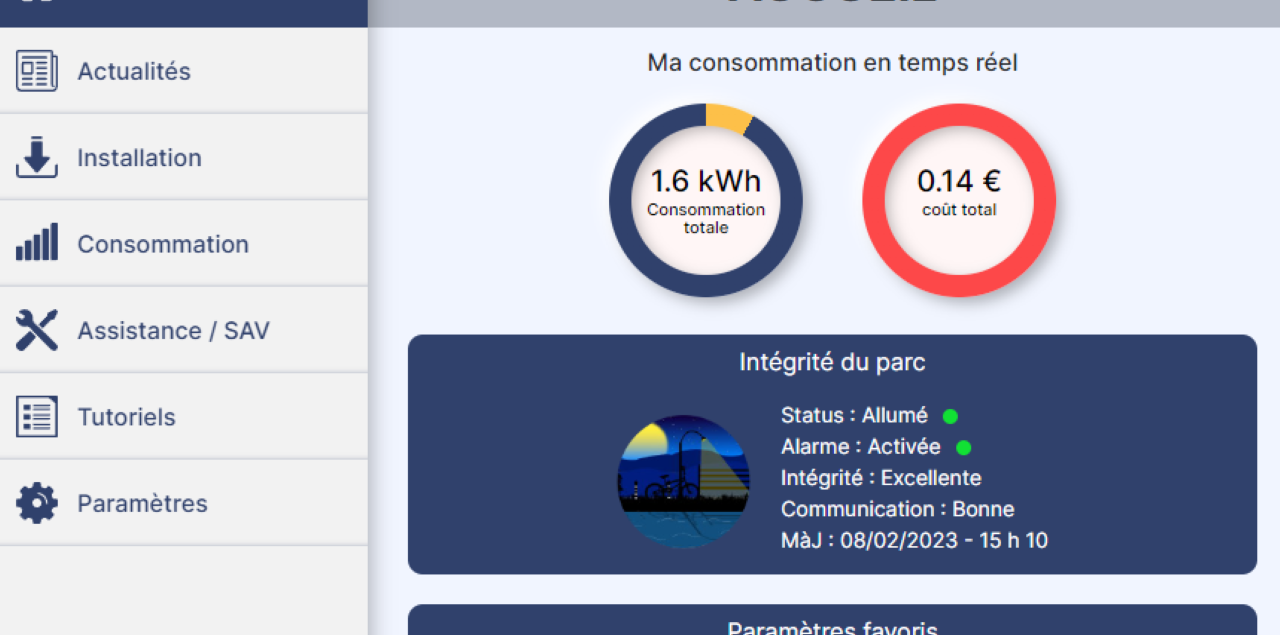 Actualités
Installation
Consommation
Assistance / SAV
Tutoriels
Paramètres
Ma consommation en temps réel
1.6 kWh
Consommation
totale
0.14 €
coût total
Intégrité du parc
Status : Allumé
Alarme : Activée
Intégrité : Excellente
Communication : Bonne
MàJ : 08/02/2023 - 15 h 10
Paramètres favoris